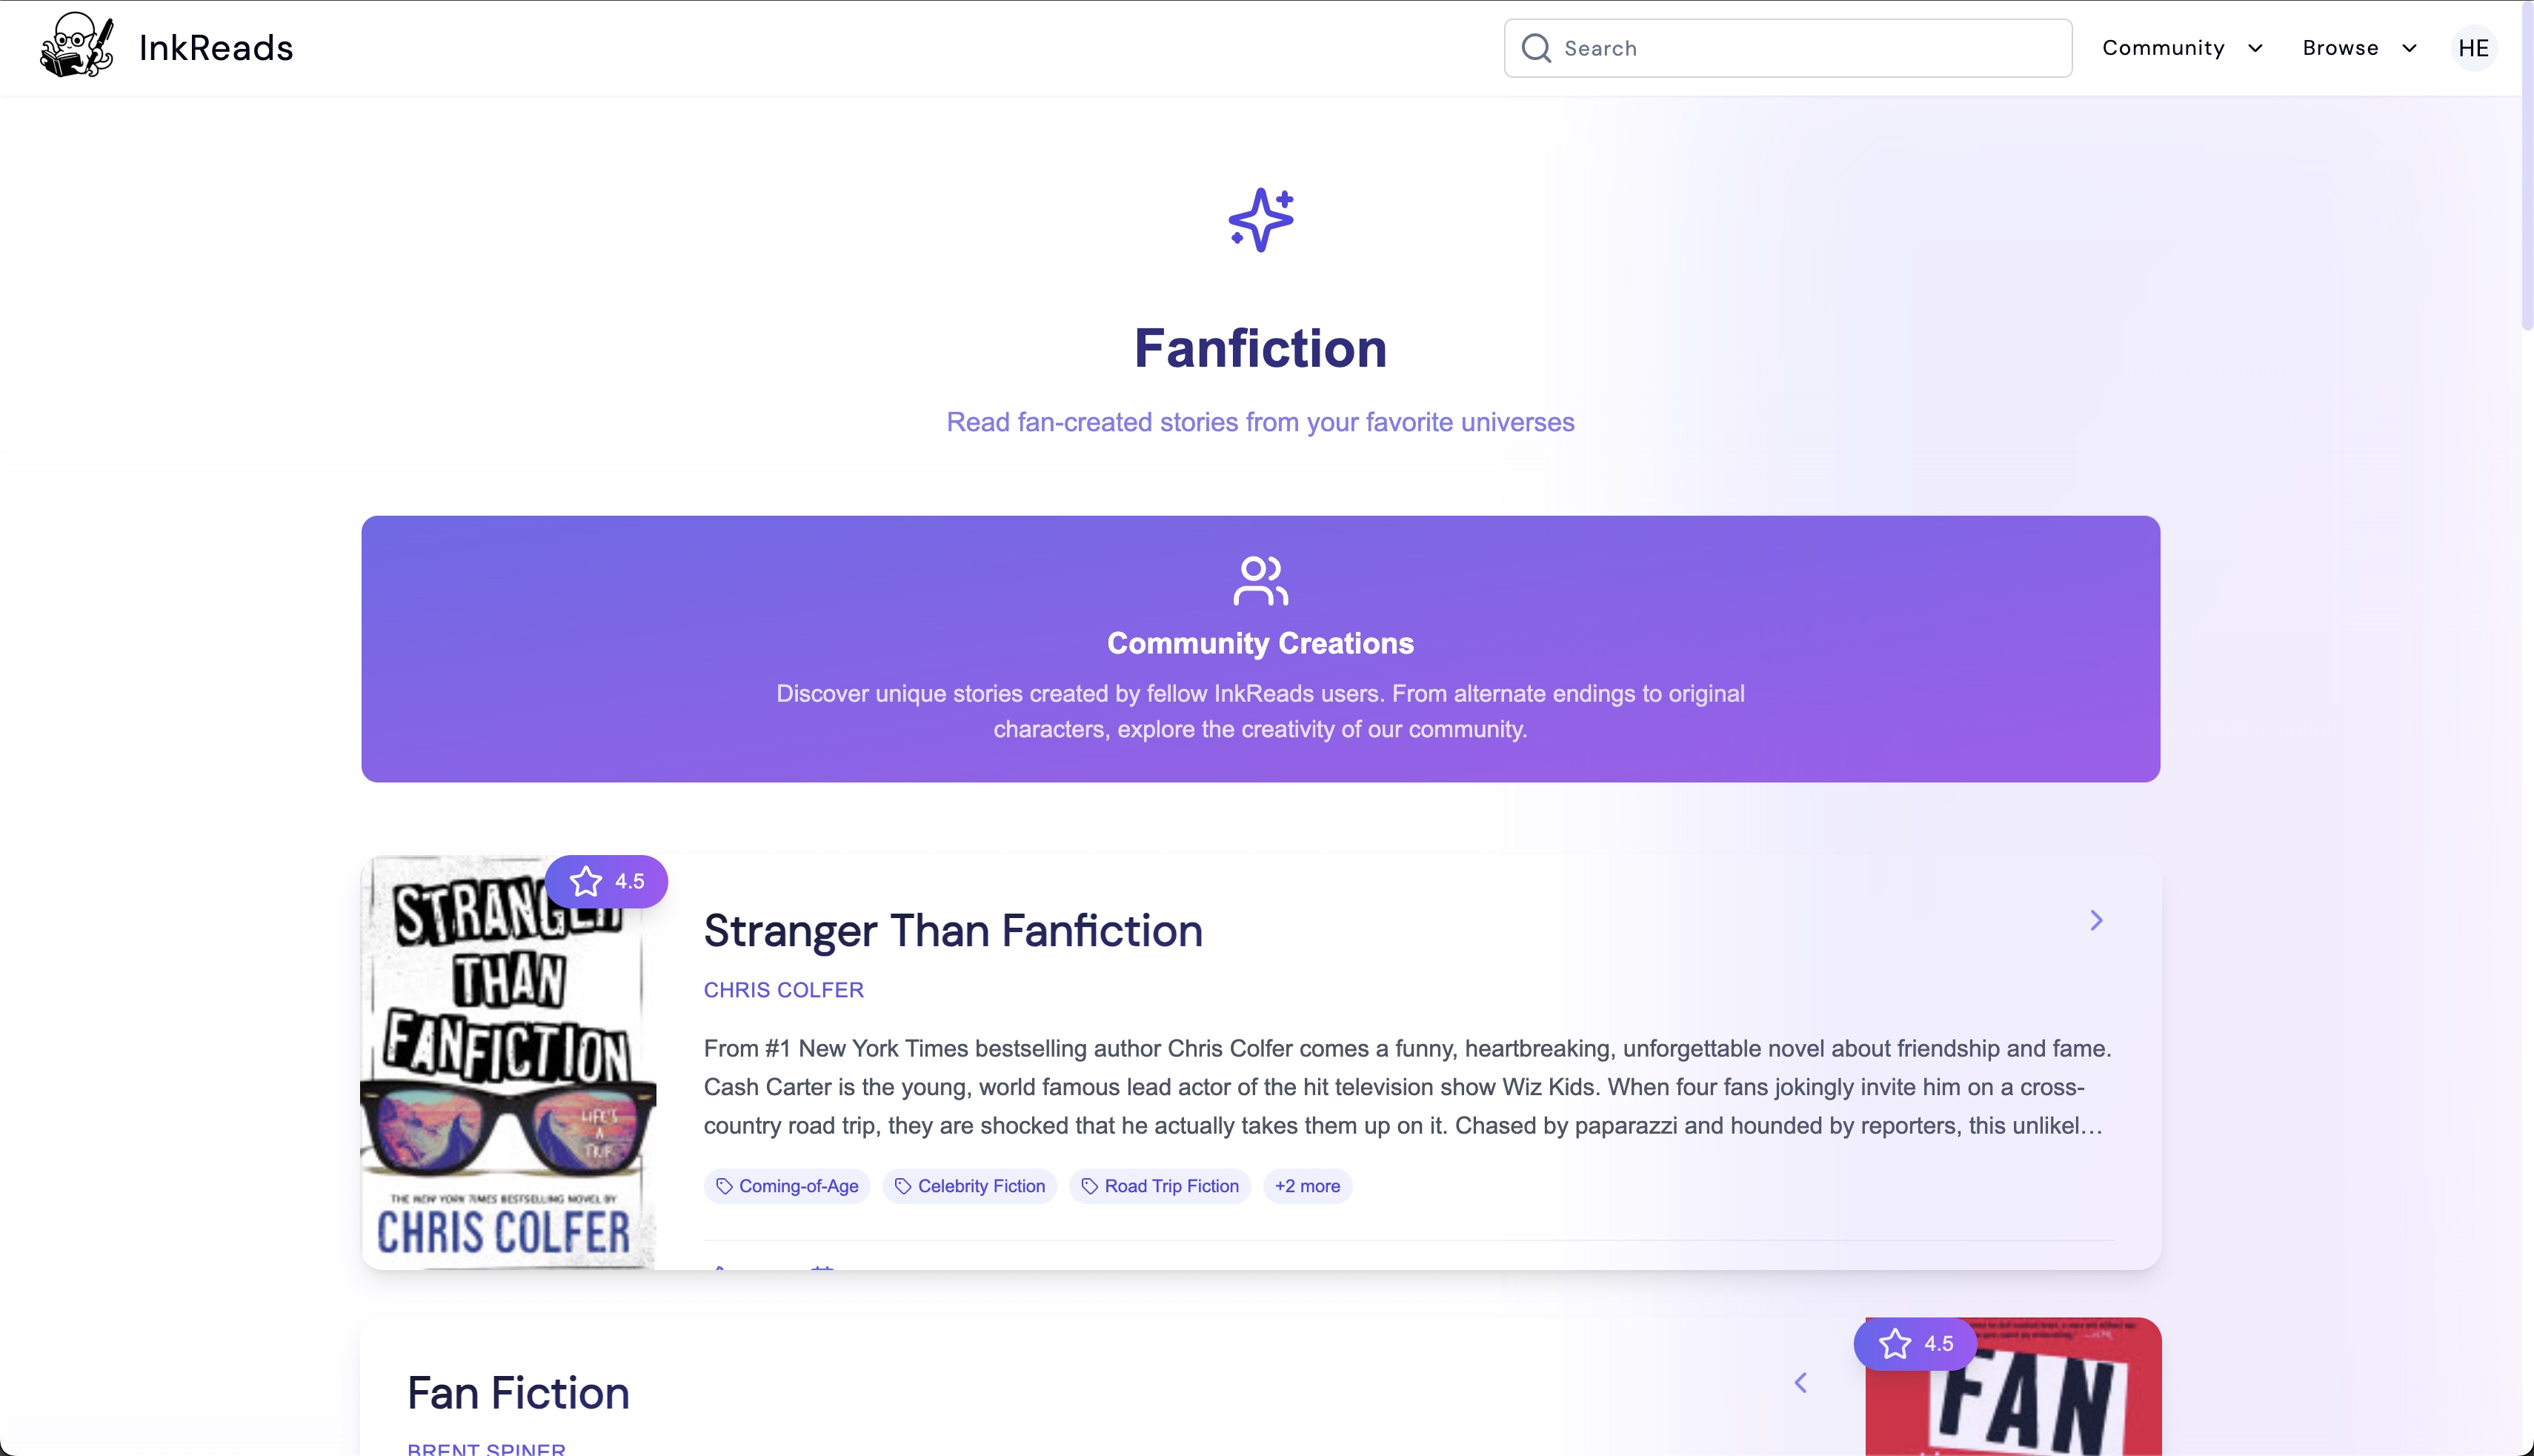 InkReads
Search
Community
Browse
HE
Fanfiction
Read fan-created stories from your favorite universes
Community Creations
Discover unique stories created by fellow InkReads users. From alternate endings to original
characters, explore the creativity of our community.
STRANGER
THAN
FANFICTION
LIFE'S
A
TRIP
THE NEW YORK TIMES BESTSELLING NOVEL BY
CHRIS COLFER
4.5
Stranger Than Fanfiction
CHRIS COLFER
From #1 New York Times bestselling author Chris Colfer comes a funny, heartbreaking, unforgettable novel about friendship and fame.
Cash Carter is the young, world famous lead actor of the hit television show Wiz Kids. When four fans jokingly invite him on a cross-
country road trip, they are shocked that he actually takes them up on it. Chased by paparazzi and hounded by reporters, this unlikel…
Coming-of-Age
Celebrity Fiction
Road Trip Fiction
+2 more
Fan Fiction
BRENT SPINER
4.5
FAN